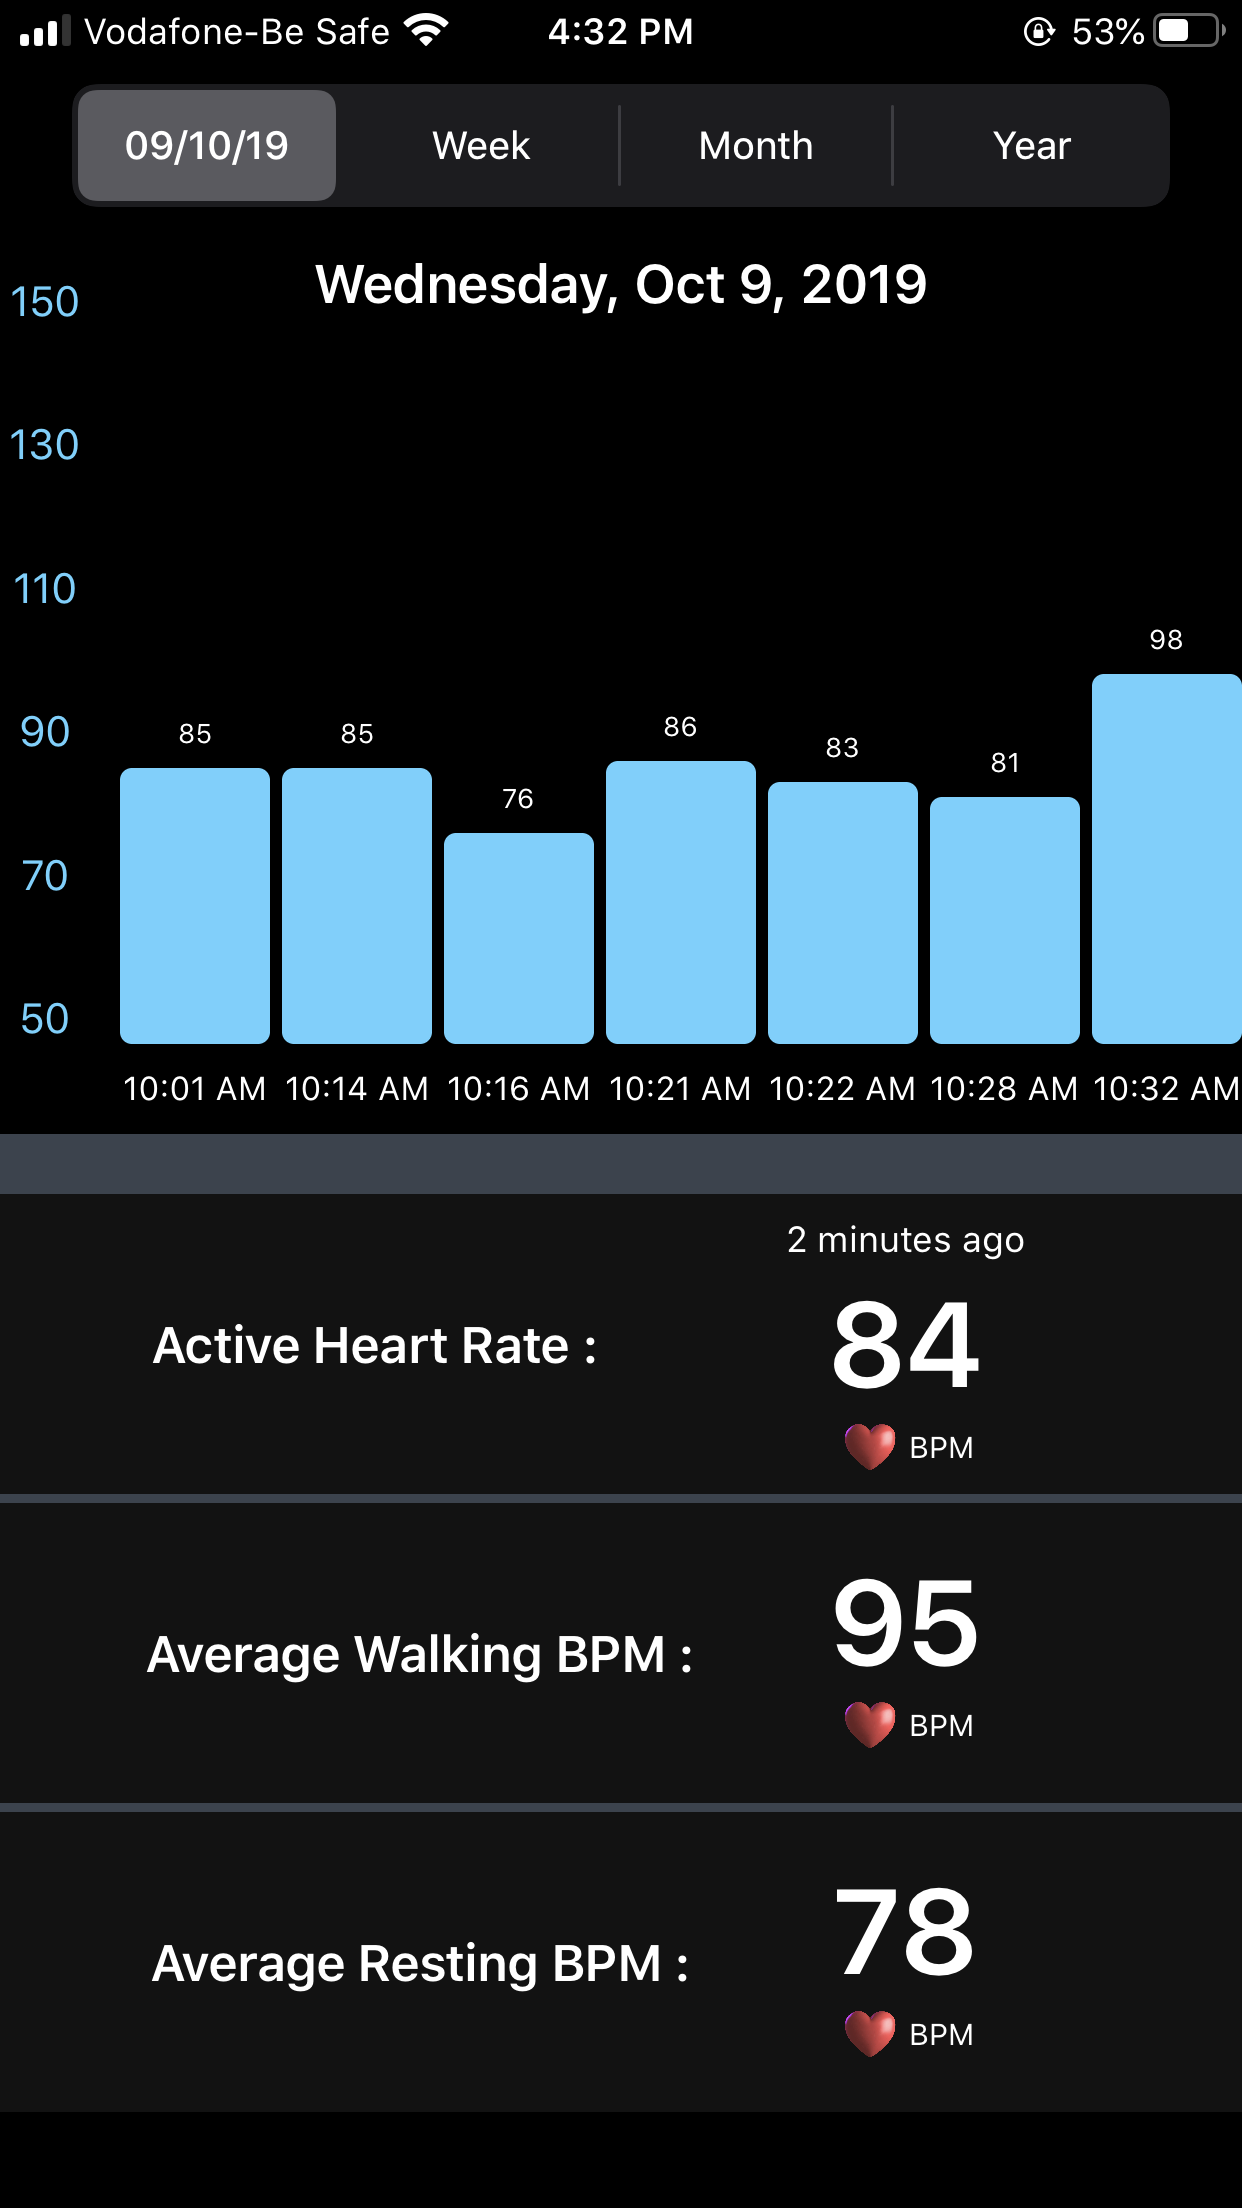 Vodafone-Be Safe 4:32 PM 53%
09/10/19 Week Month Year
Wednesday, Oct 9, 2019
150
130
110
90
70
50
85 85 76 86 83 81 98
10:01 AM 10:14 AM 10:16 AM 10:21 AM 10:22 AM 10:28 AM 10:32 AM
2 minutes ago
Active Heart Rate : 84
BPM
Average Walking BPM : 95
BPM
Average Resting BPM : 78
BPM